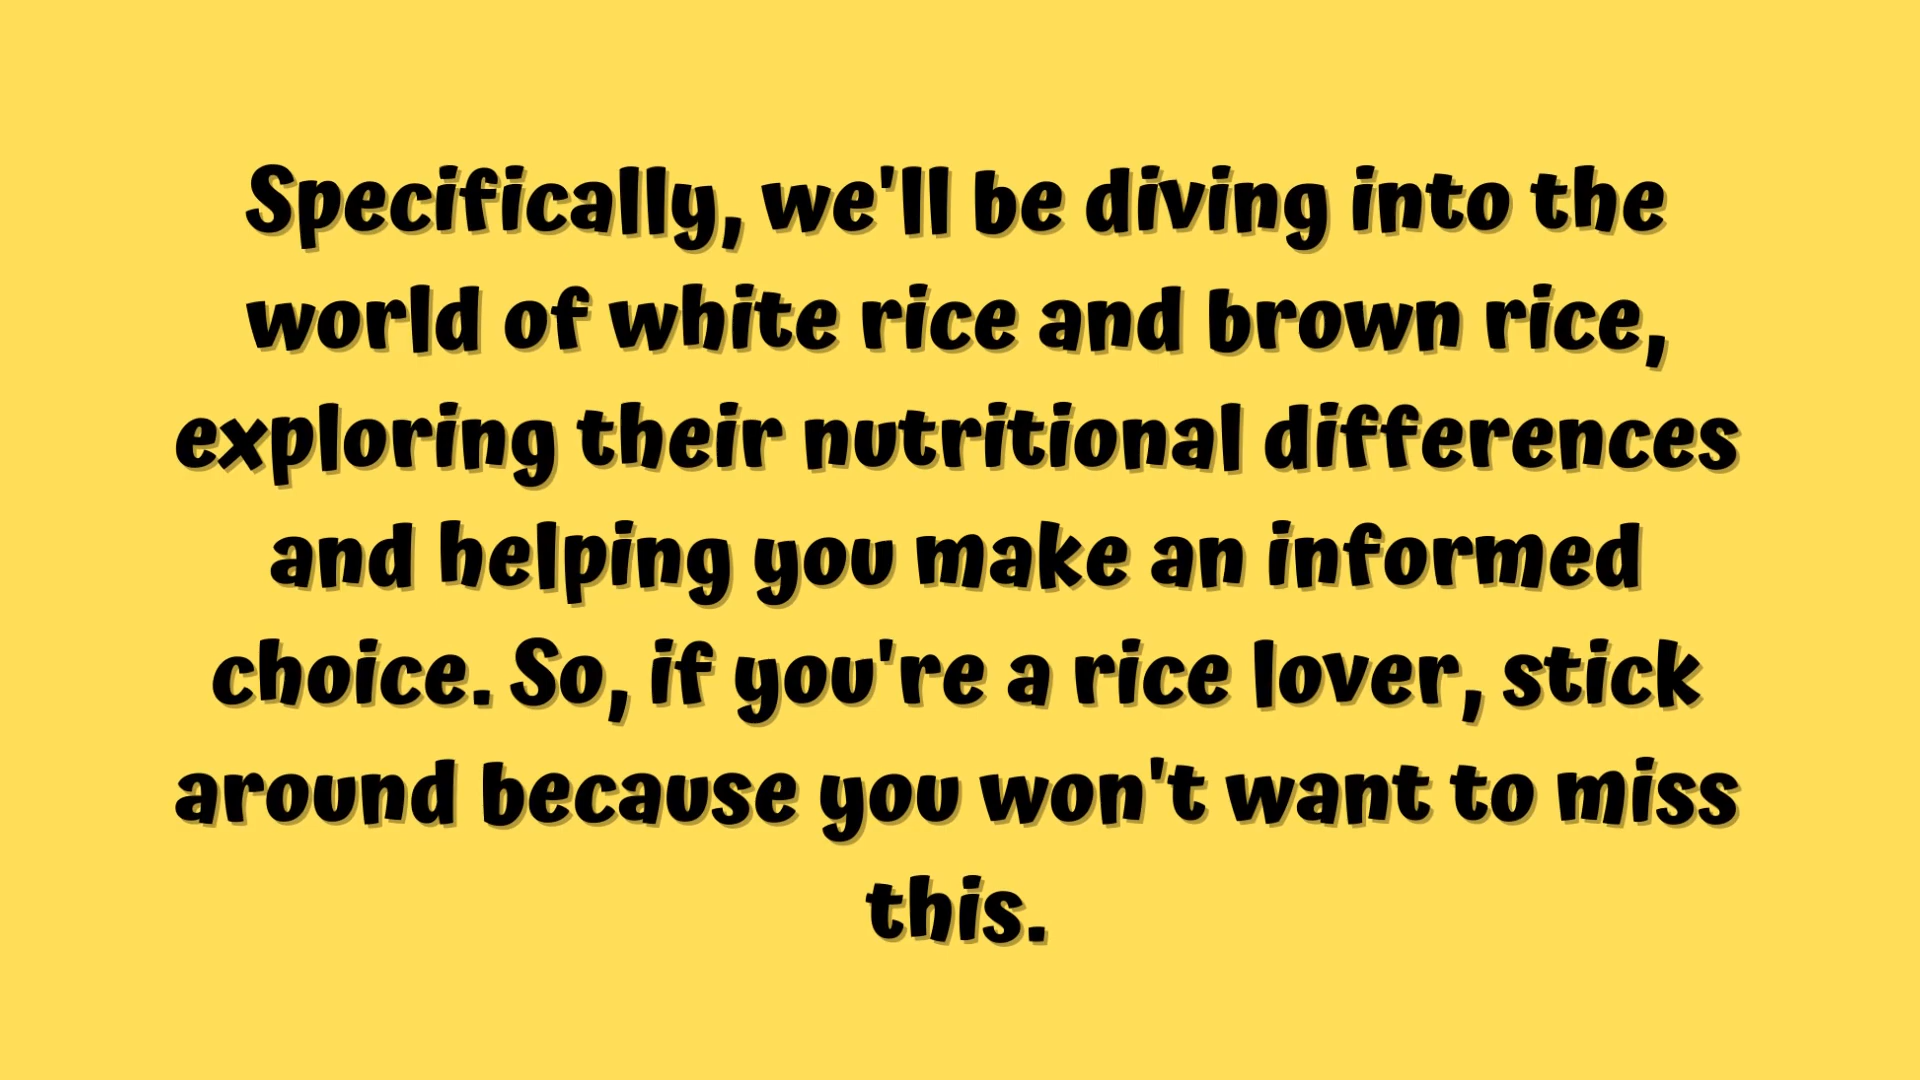 Specifically, we'll be diving into the
world of white rice and brown rice,
exploring their nutritional differences
and helping you make an informed
choice. So, if you're a rice lover, stick
around because you won't want to miss
this.